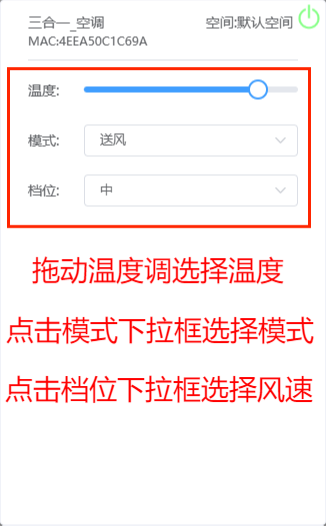 三合一_空调 空间:默认空间
MAC:4EEA50C1C69A
温度:
模式: 送风
档位: 中
拖动温度调选择温度
点击模式下拉框选择模式
点击档位下拉框选择风速